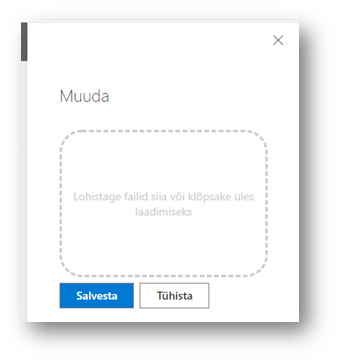 Muuda
Lohistage failid siia või klõpsake üles
laadimiseks
Salvesta
Tühista